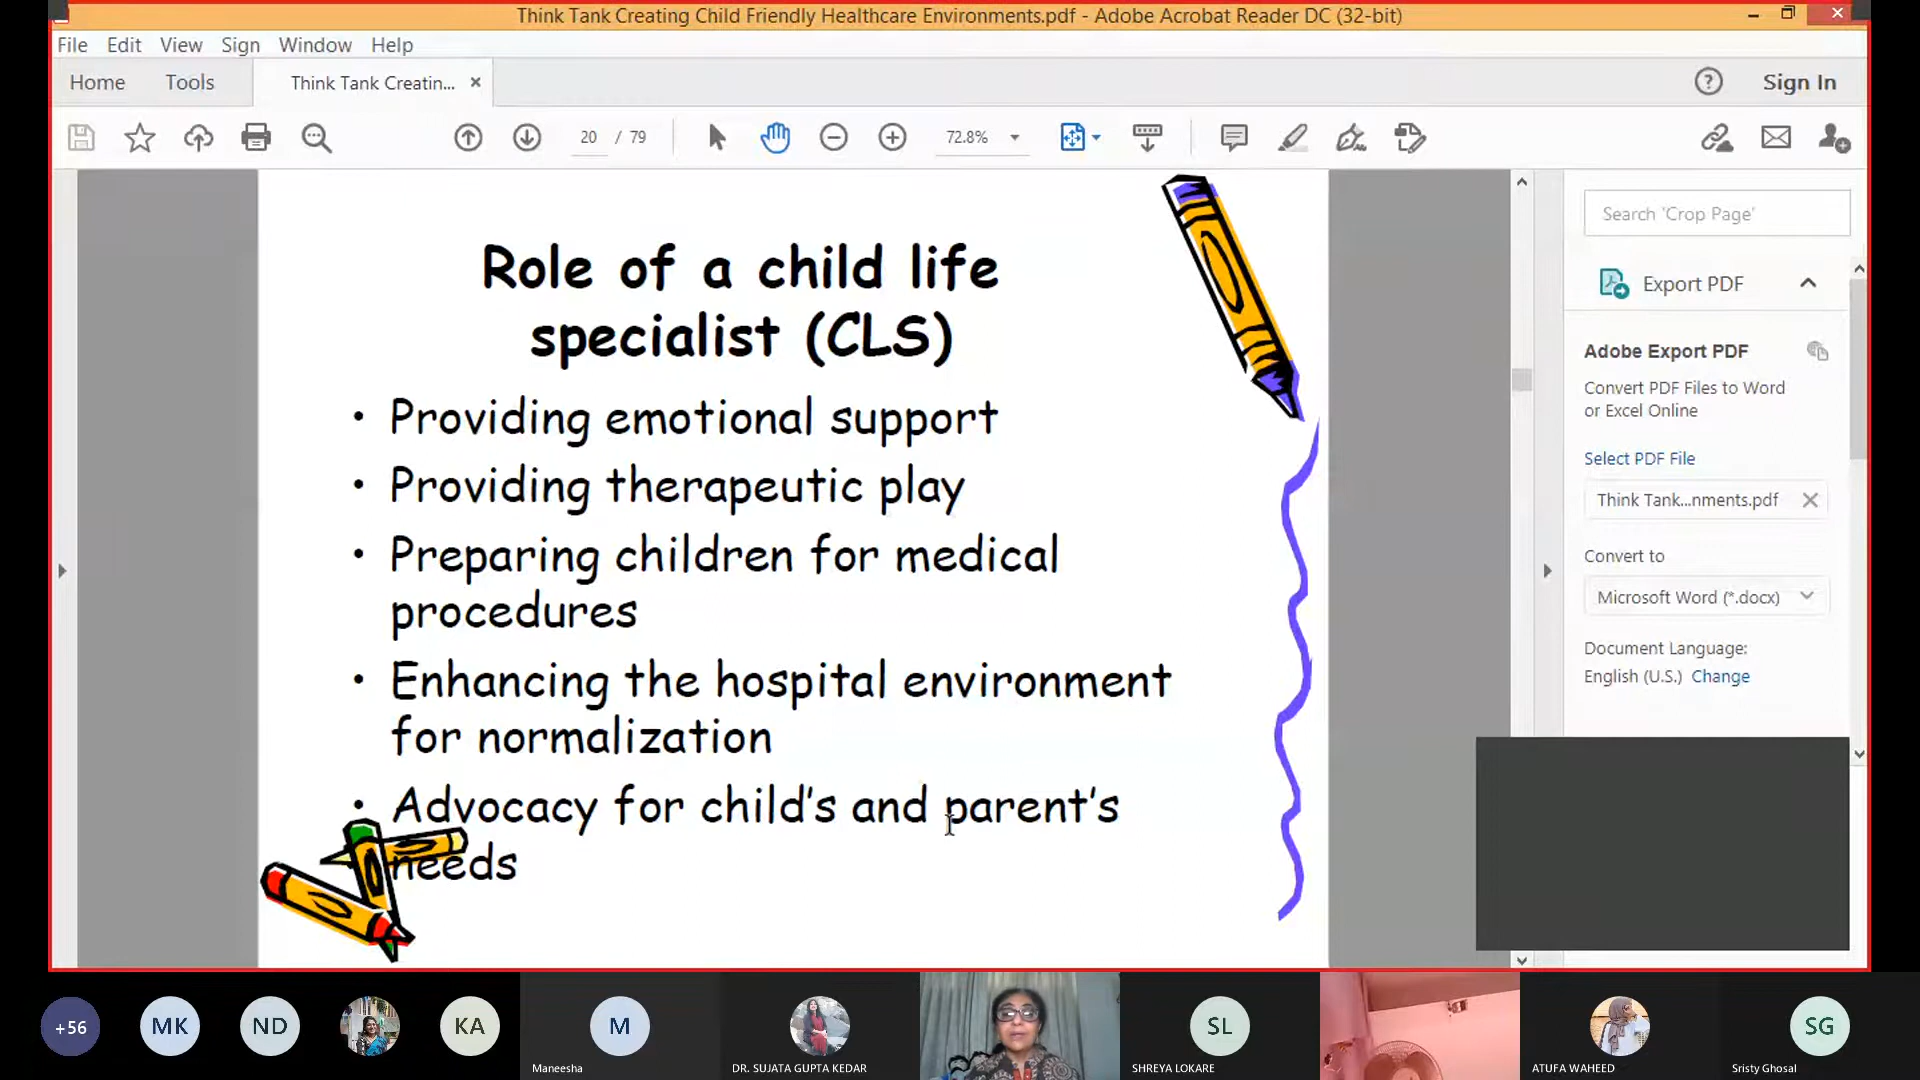 Think Tank Creating Child Friendly Healthcare Environments.pdf - Adobe Acrobat Reader DC (32-bit)
File Edit View Sign Window Help
Home Tools Think Tank Creatin... Sign In
20 / 79 72.8%
Search 'Crop Page'
Export PDF
Adobe Export PDF
Convert PDF Files to Word
or Excel Online
Select PDF File
Think Tank...nments.pdf
Convert to
Microsoft Word (*.docx)
Document Language:
English (U.S.) Change
Role of a child life
specialist (CLS)
• Providing emotional support
• Providing therapeutic play
• Preparing children for medical
procedures
• Enhancing the hospital environment
for normalization
• Advocacy for child's and parent's
needs
+56 MK ND KA M SL SG
Maneesha DR. SUJATA GUPTA KEDAR SHREYA LOKARE ATUFA WAHEED Sristy Ghosal